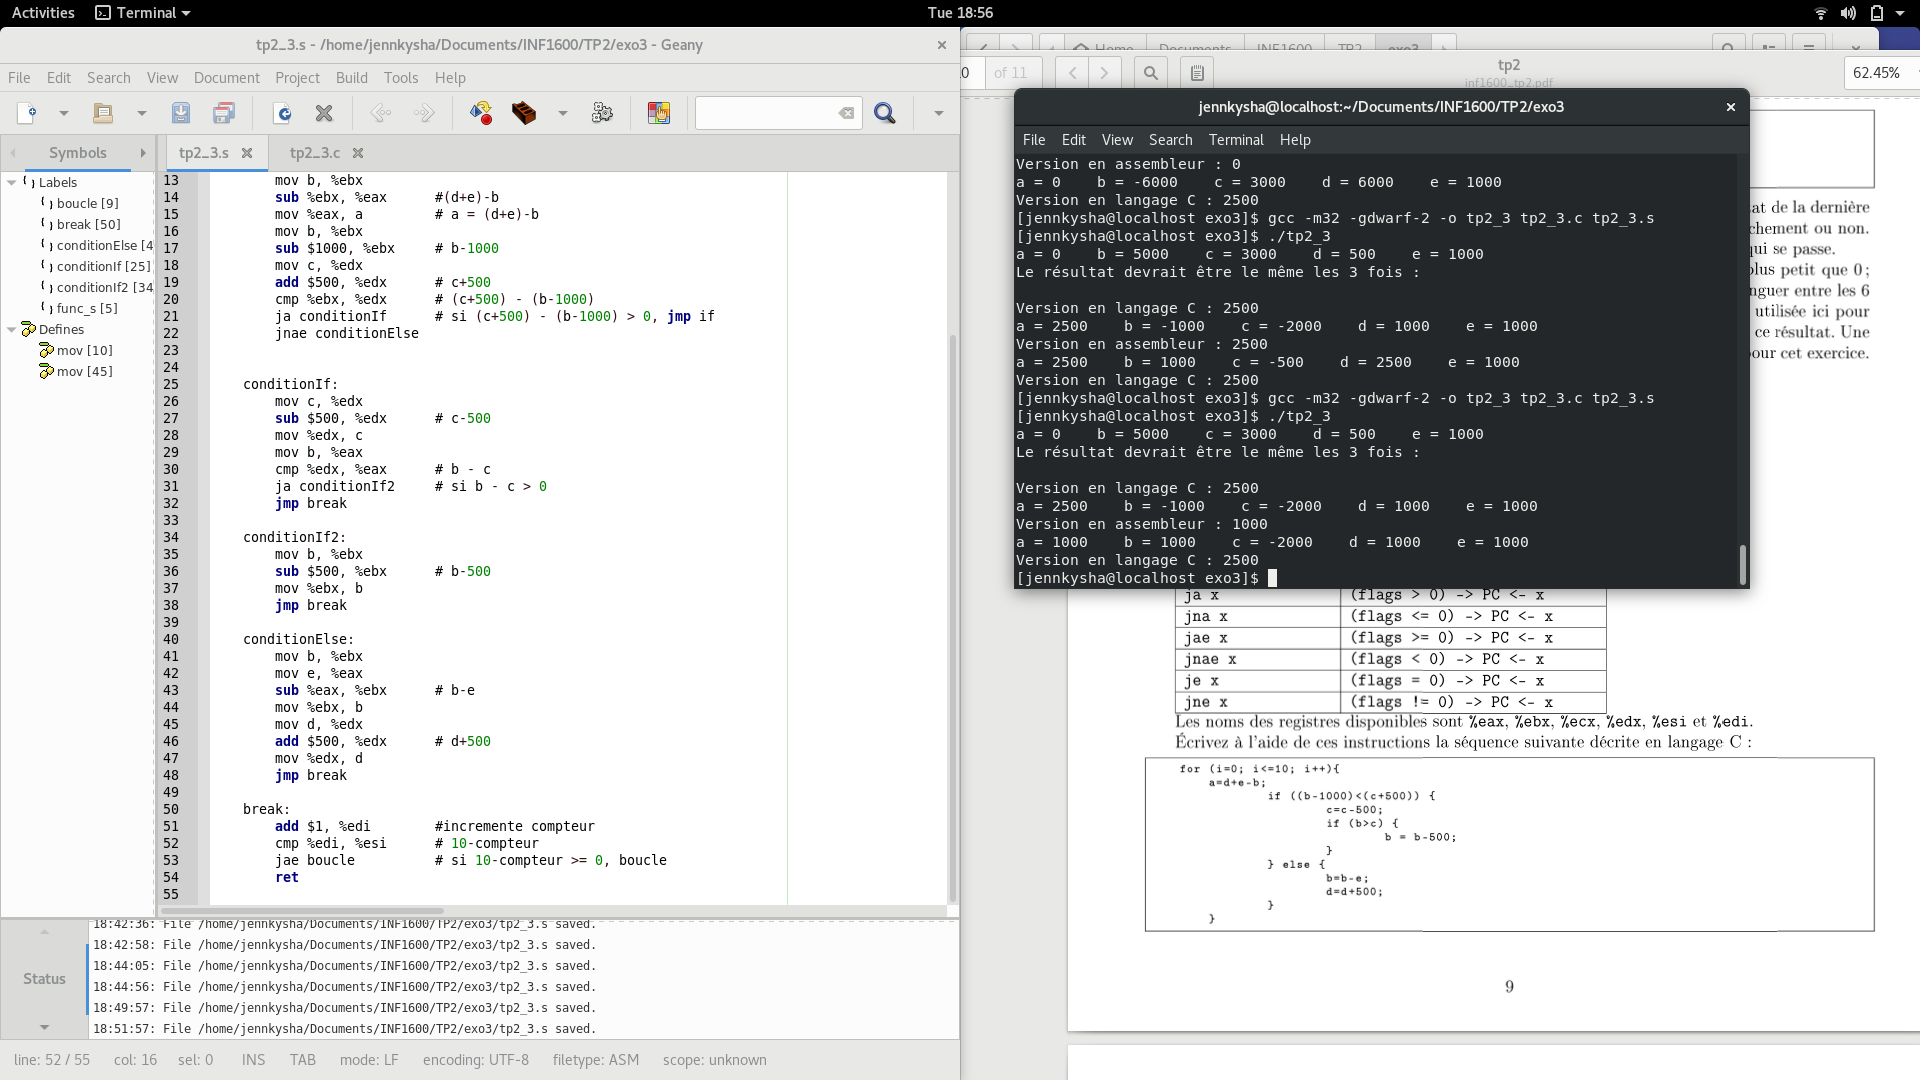 Activities Terminal Tue 18:56
tp2_3.s - /home/jennkysha/Documents/INF1600/TP2/exo3 - Geany
File Edit Search View Document Project Build Tools Help
Symbols tp2_3.s tp2_3.c
Labels
boucle [9]
break [50]
conditionElse [4
conditionIf [25]
conditionIf2 [34
func_s [5]
Defines
mov [10]
mov [45]
13 mov b, %ebx
14 sub %ebx, %eax #(d+e)-b
15 mov %eax, a # a = (d+e)-b
16 mov b, %ebx
17 sub $1000, %ebx # b-1000
18 mov c, %edx
19 add $500, %edx # c+500
20 cmp %ebx, %edx # (c+500) - (b-1000)
21 ja conditionIf # si (c+500) - (b-1000) > 0, jmp if
22 jnae conditionElse
23
24
25 conditionIf:
26 mov c, %edx
27 sub $500, %edx # c-500
28 mov %edx, c
29 mov b, %eax
30 cmp %edx, %eax # b - c
31 ja conditionIf2 # si b - c > 0
32 jmp break
33
34 conditionIf2:
35 mov b, %ebx
36 sub $500, %ebx # b-500
37 mov %ebx, b
38 jmp break
39
40 conditionElse:
41 mov b, %ebx
42 mov e, %eax
43 sub %eax, %ebx # b-e
44 mov %ebx, b
45 mov d, %edx
46 add $500, %edx # d+500
47 mov %edx, d
48 jmp break
49
50 break:
51 add $1, %edi #incremente compteur
52 cmp %edi, %esi # 10-compteur
53 jae boucle # si 10-compteur >= 0, boucle
54 ret
55
Status
18:42:36: File /home/jennkysha/Documents/INF1600/TP2/exo3/tp2_3.s saved.
18:42:58: File /home/jennkysha/Documents/INF1600/TP2/exo3/tp2_3.s saved.
18:44:05: File /home/jennkysha/Documents/INF1600/TP2/exo3/tp2_3.s saved.
18:44:56: File /home/jennkysha/Documents/INF1600/TP2/exo3/tp2_3.s saved.
18:49:57: File /home/jennkysha/Documents/INF1600/TP2/exo3/tp2_3.s saved.
18:51:57: File /home/jennkysha/Documents/INF1600/TP2/exo3/tp2_3.s saved.
line: 52 / 55 col: 16 sel: 0 INS TAB mode: LF encoding: UTF-8 filetype: ASM scope: unknown
Home Documents INF1600 TP2 exo3
0 of 11 tp2 62.45%
inf1600_tp2.pdf
jennkysha@localhost:~/Documents/INF1600/TP2/exo3
File Edit View Search Terminal Help
Version en assembleur : 0
a = 0 b = -6000 c = 3000 d = 6000 e = 1000
Version en langage C : 2500
[jennkysha@localhost exo3]$ gcc -m32 -gdwarf-2 -o tp2_3 tp2_3.c tp2_3.s
[jennkysha@localhost exo3]$ ./tp2_3
a = 0 b = 5000 c = 3000 d = 500 e = 1000
Le résultat devrait être le même les 3 fois :
Version en langage C : 2500
a = 2500 b = -1000 c = -2000 d = 1000 e = 1000
Version en assembleur : 2500
a = 2500 b = 1000 c = -500 d = 2500 e = 1000
Version en langage C : 2500
[jennkysha@localhost exo3]$ gcc -m32 -gdwarf-2 -o tp2_3 tp2_3.c tp2_3.s
[jennkysha@localhost exo3]$ ./tp2_3
a = 0 b = 5000 c = 3000 d = 500 e = 1000
Le résultat devrait être le même les 3 fois :
Version en langage C : 2500
a = 2500 b = -1000 c = -2000 d = 1000 e = 1000
Version en assembleur : 1000
a = 1000 b = 1000 c = -2000 d = 1000 e = 1000
Version en langage C : 2500
[jennkysha@localhost exo3]$
at de la dernière
chement ou non.
qui se passe.
plus petit que 0;
nguer entre les 6
utilisée ici pour
ce résultat. Une
pour cet exercice.
ja x (flags > 0) -> PC <- x
jna x (flags <= 0) -> PC <- x
jae x (flags >= 0) -> PC <- x
jnae x (flags < 0) -> PC <- x
je x (flags = 0) -> PC <- x
jne x (flags != 0) -> PC <- x
Les noms des registres disponibles sont %eax, %ebx, %ecx, %edx, %esi et %edi.
Écrivez à l'aide de ces instructions la séquence suivante décrite en langage C :
for (i=0; i<=10; i++){
a=d+e-b;
if ((b-1000)<(c+500)) {
c=c-500;
if (b>c) {
b = b-500;
}
} else {
b=b-e;
d=d+500;
}
}
9